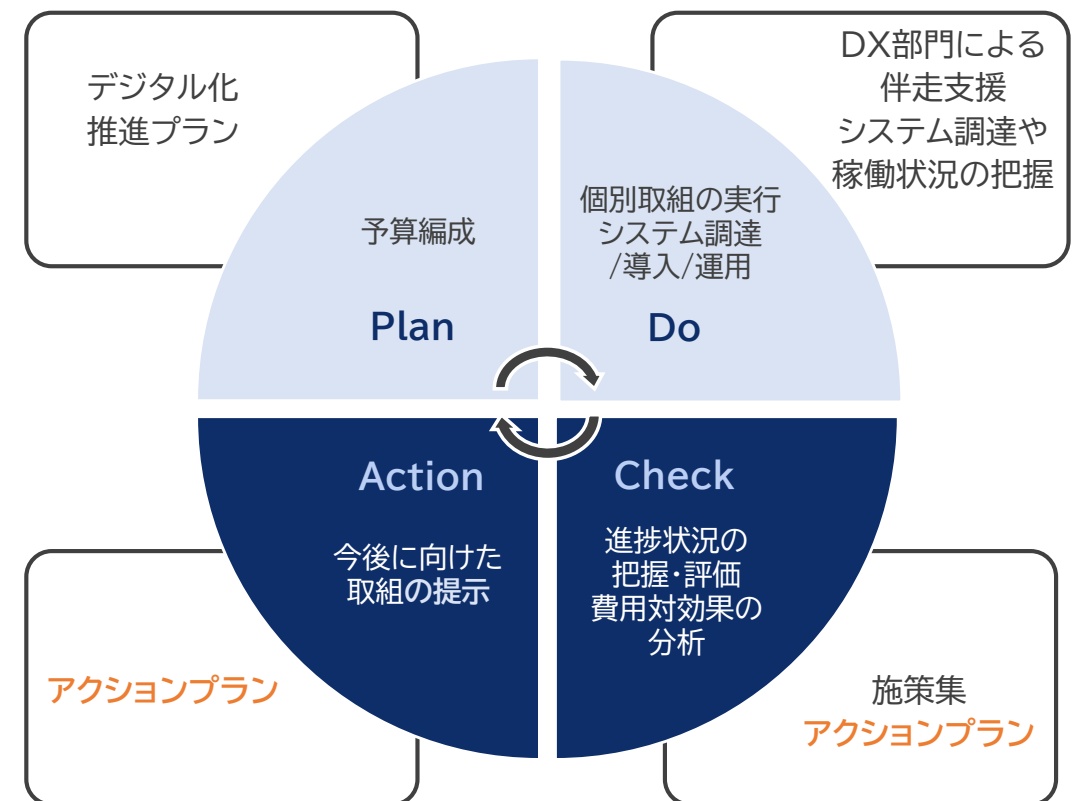 デジタル化
推進プラン
DX部門による
伴走支援
システム調達や
稼働状況の把握
予算編成
Plan
個別取組の実行
システム調達
/導入/運用
Do
Action
今後に向けた
取組の提示
Check
進捗状況の
把握・評価
費用対効果の
分析
アクションプラン
施策集
アクションプラン